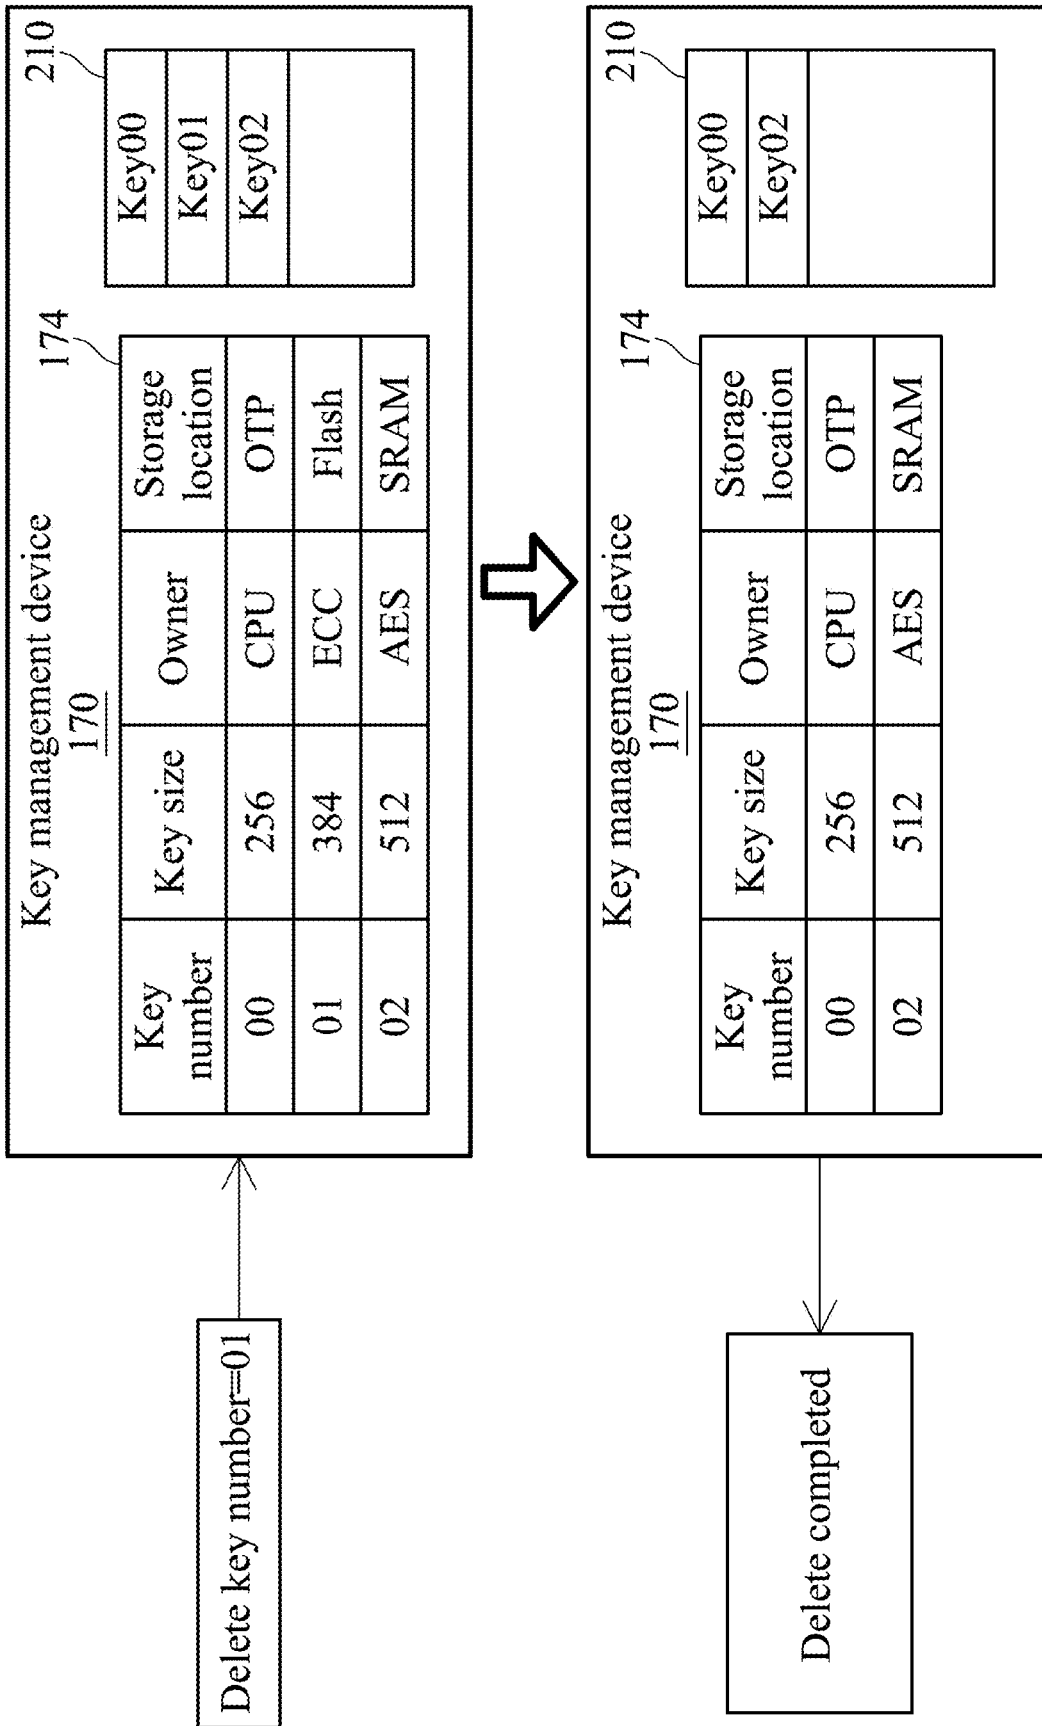 Delete key number=01
Key management device
170
174
210
Key
number
Key size
Owner
Storage
location
00
256
CPU
OTP
01
384
ECC
Flash
02
512
AES
SRAM
Key00
Key01
Key02
Delete completed
Key management device
170
174
210
Key
number
Key size
Owner
Storage
location
00
256
CPU
OTP
02
512
AES
SRAM
Key00
Key02